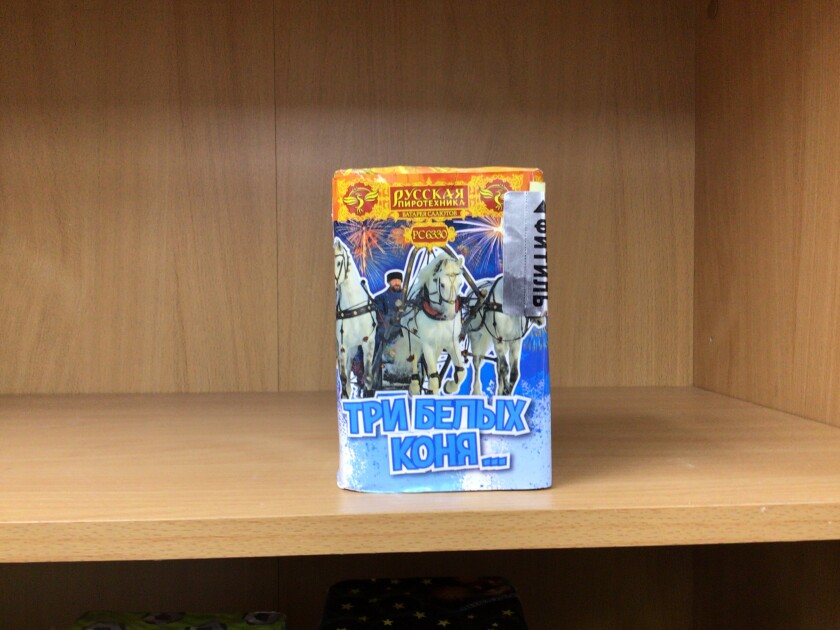 РУССКАЯ
ПИРОТЕХНИКА
БАТАРЕЯ САЛЮТОВ
РС6330
ФИТИЛЬ
ТРИ БЕЛЫХ
КОНЯ...